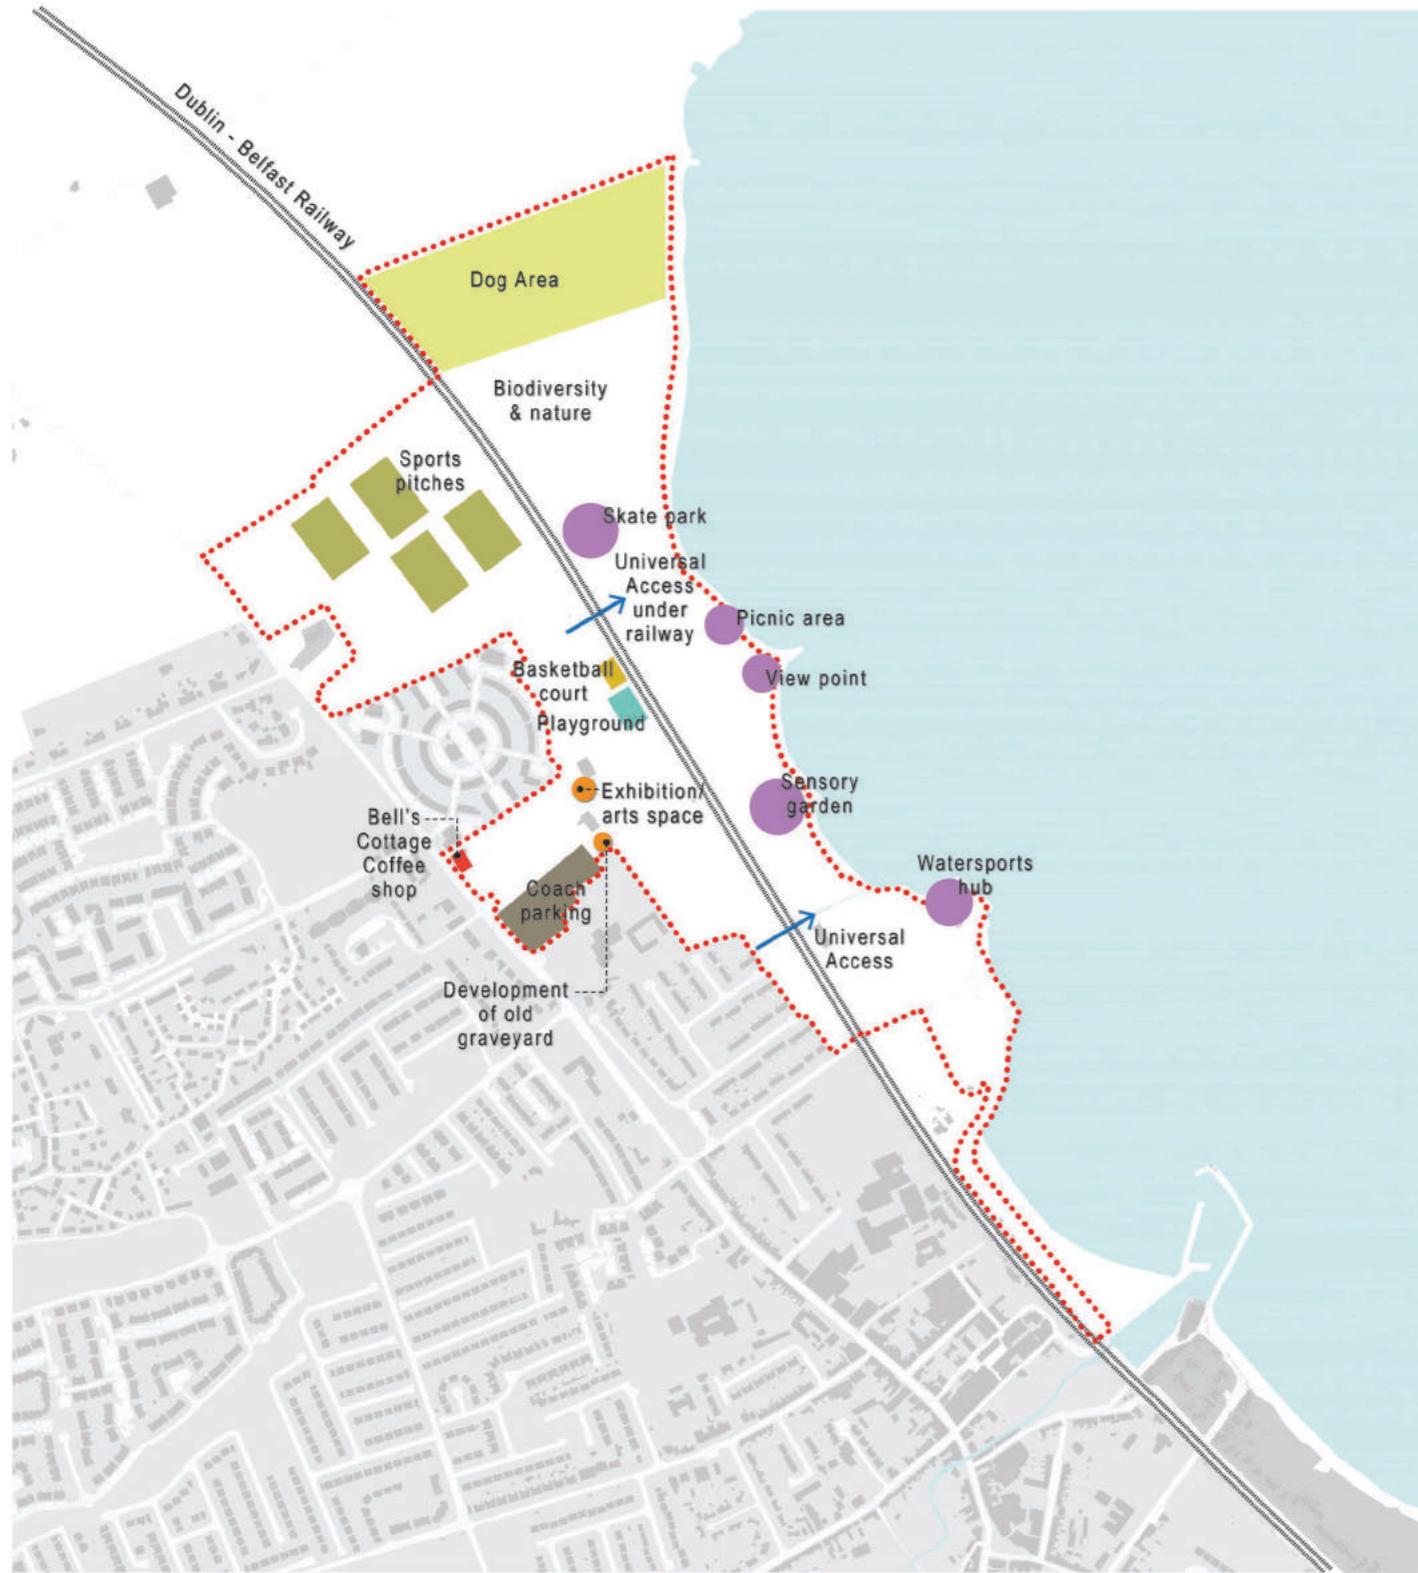 Dublin - Belfast Railway
Dog Area
Biodiversity
& nature
Sports
pitches
Skate park
Universal
Access
under
railway
Picnic area
View point
Basketball
court
Playground
Sensory
garden
Exhibition/
arts space
Bell's
Cottage
Coffee
shop
Coach
parking
Watersports
hub
Universal
Access
Development
of old
graveyard